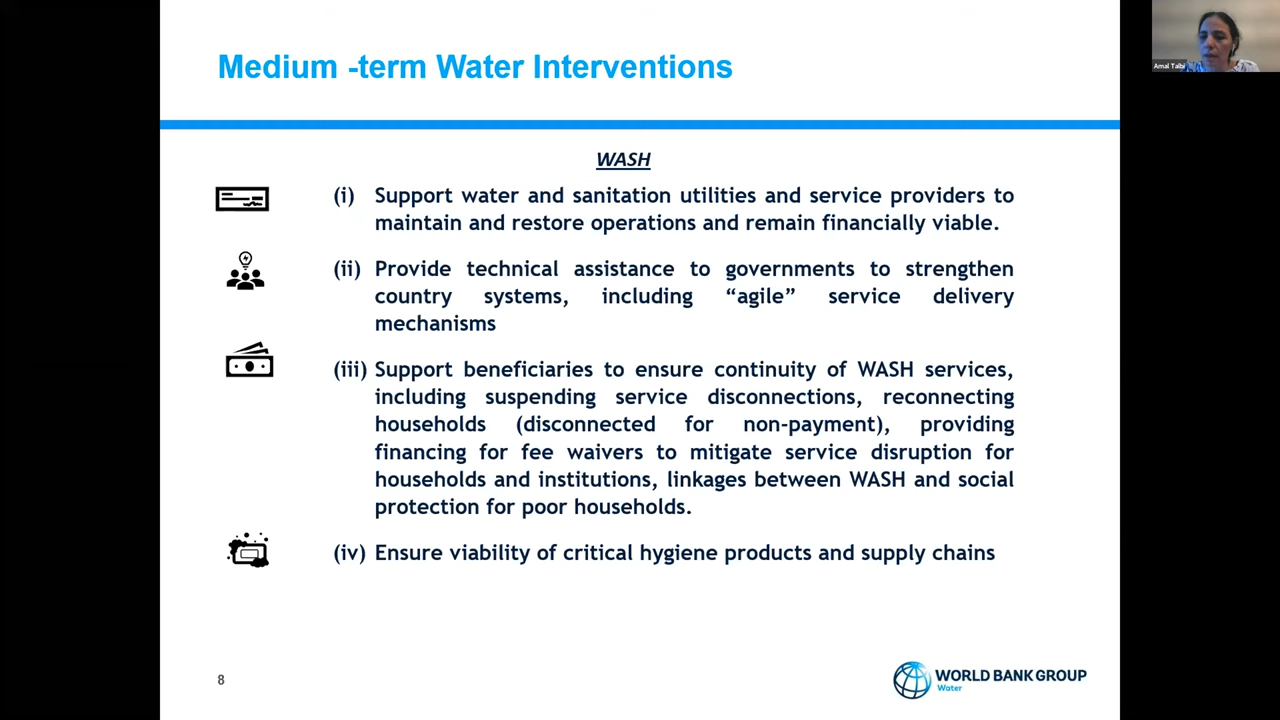 Medium -term Water Interventions
Amal Talbi
WASH
(i) Support water and sanitation utilities and service providers to
maintain and restore operations and remain financially viable.
(ii) Provide technical assistance to governments to strengthen
country systems, including “agile” service delivery
mechanisms
(iii) Support beneficiaries to ensure continuity of WASH services,
including suspending service disconnections, reconnecting
households (disconnected for non-payment), providing
financing for fee waivers to mitigate service disruption for
households and institutions, linkages between WASH and social
protection for poor households.
(iv) Ensure viability of critical hygiene products and supply chains
8
WORLD BANK GROUP
Water